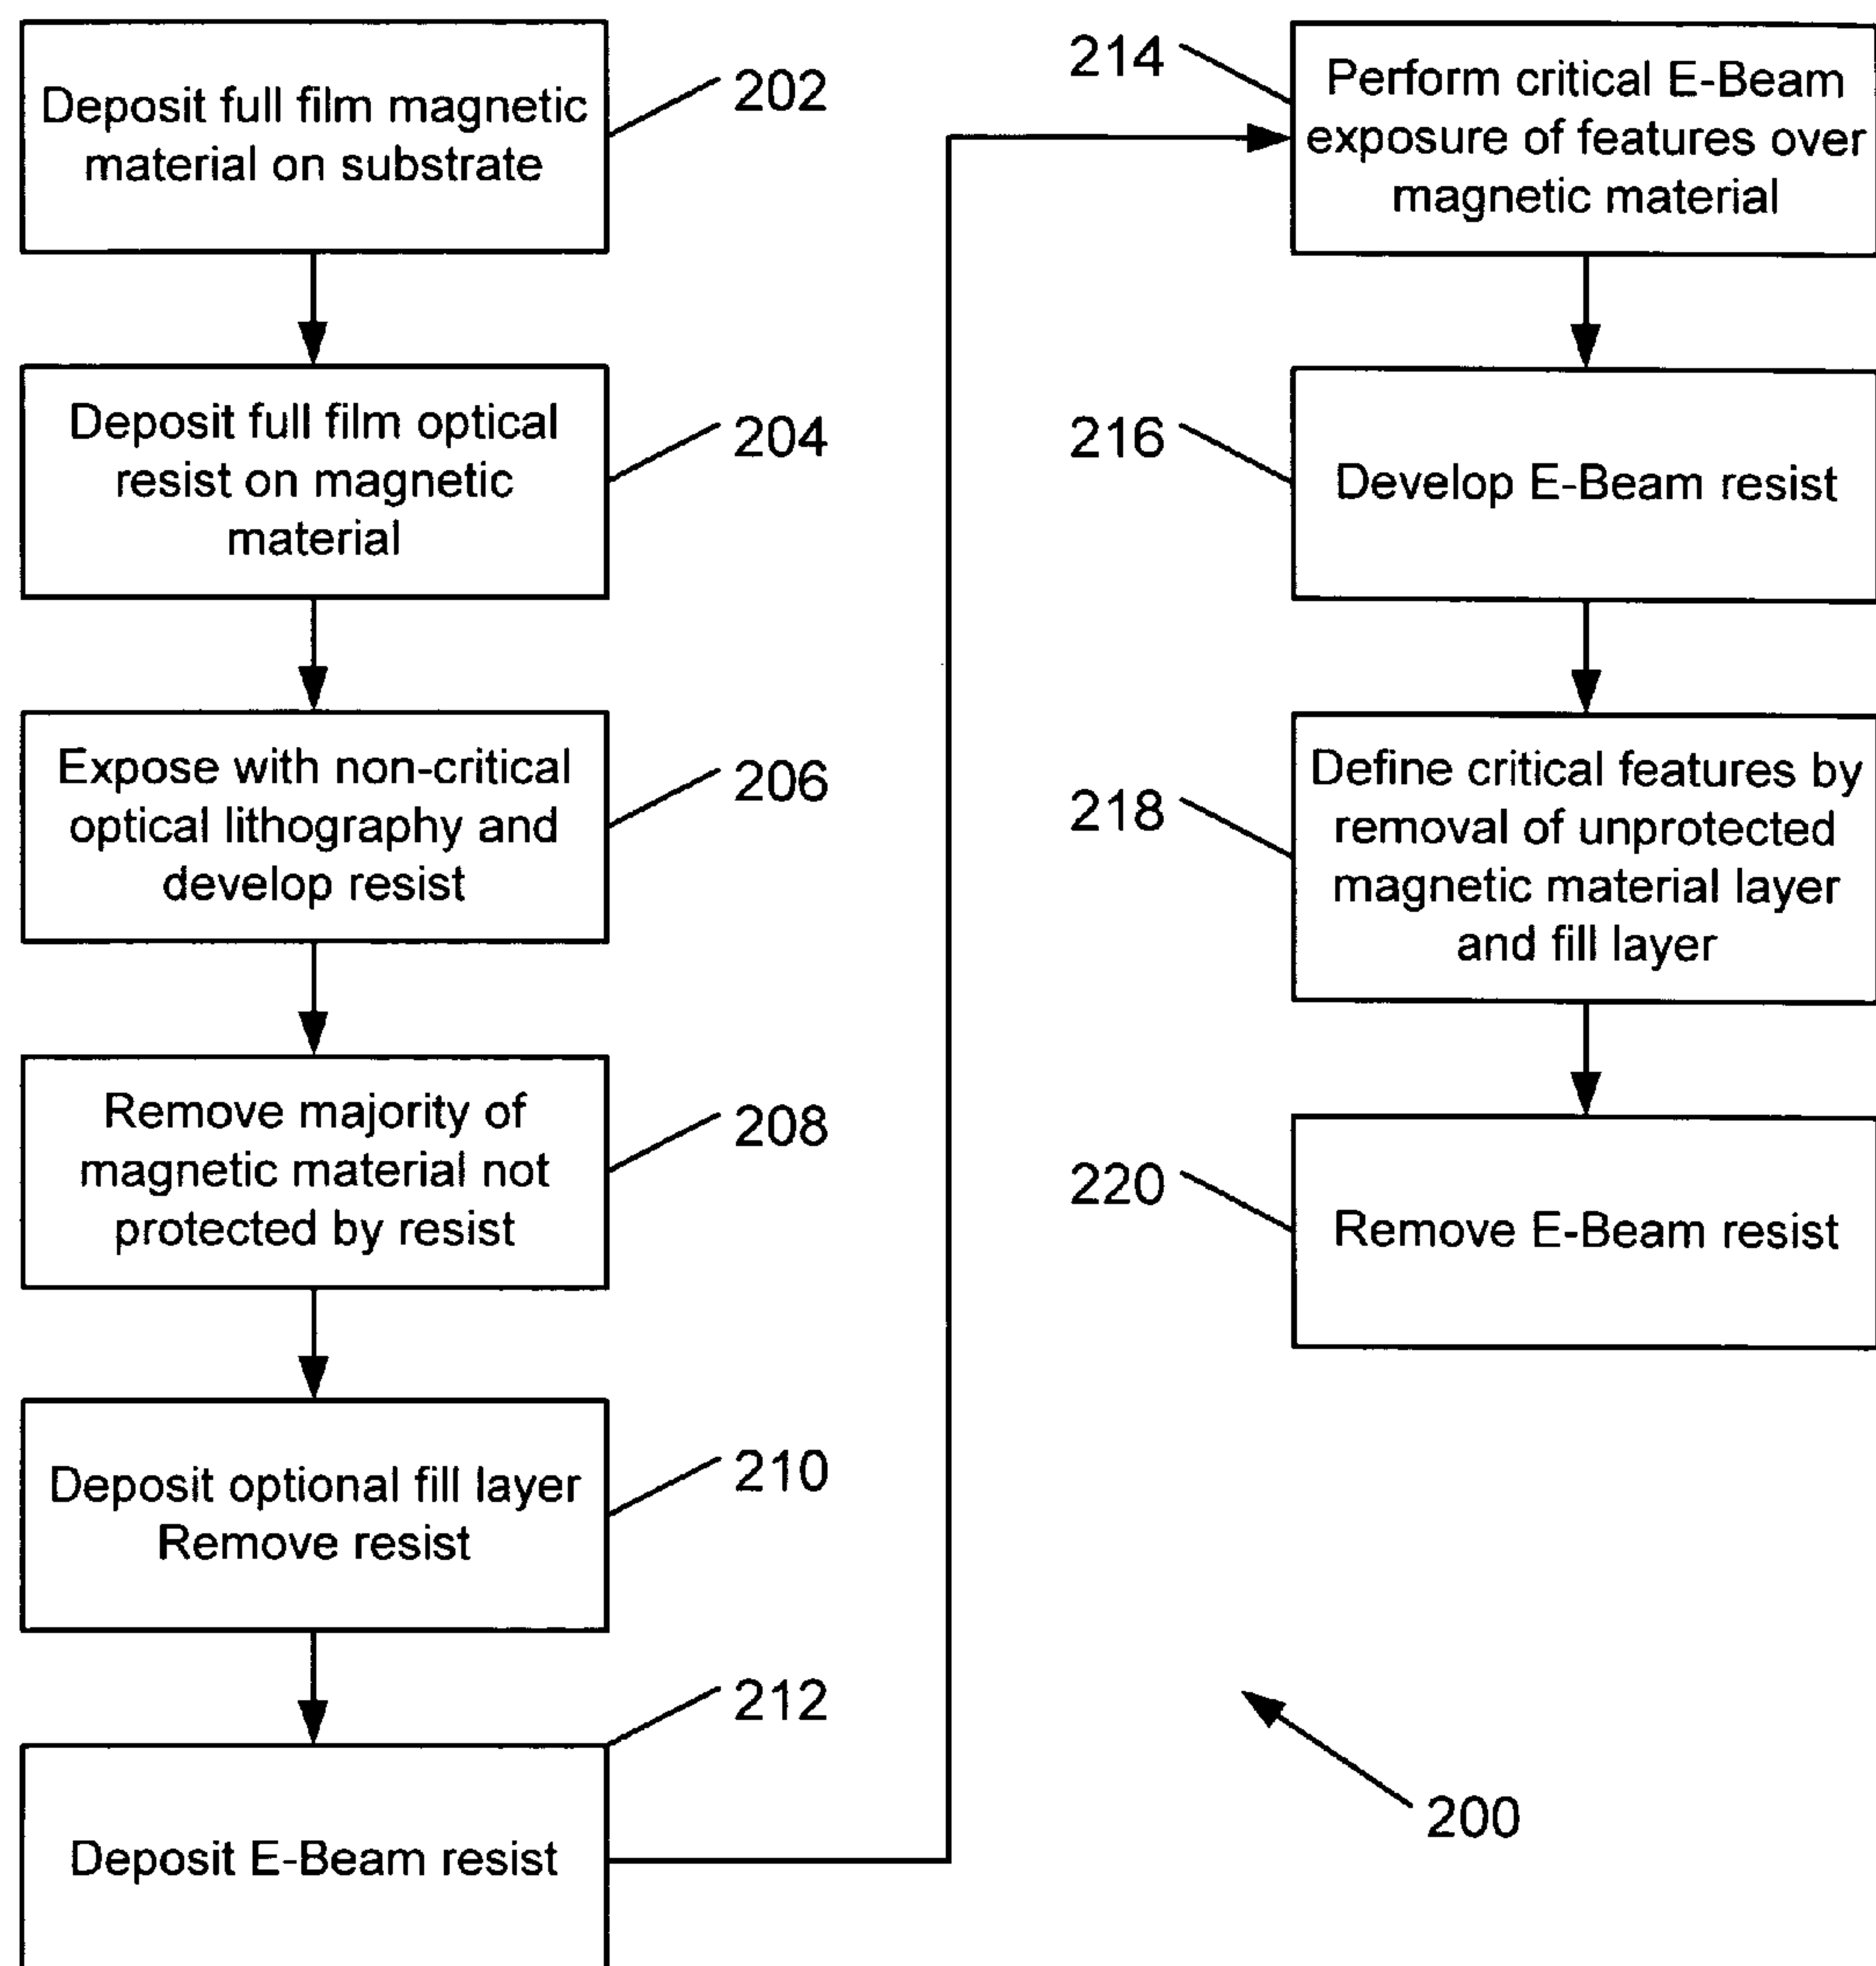 Deposit full film magnetic
material on substrate
202
Deposit full film optical
resist on magnetic
material
204
Expose with non-critical
optical lithography and
develop resist
206
Remove majority of
magnetic material not
protected by resist
208
Deposit optional fill layer
Remove resist
210
Deposit E-Beam resist
212
214
Perform critical E-Beam
exposure of features over
magnetic material
216
Develop E-Beam resist
218
Define critical features by
removal of unprotected
magnetic material layer
and fill layer
220
Remove E-Beam resist
200